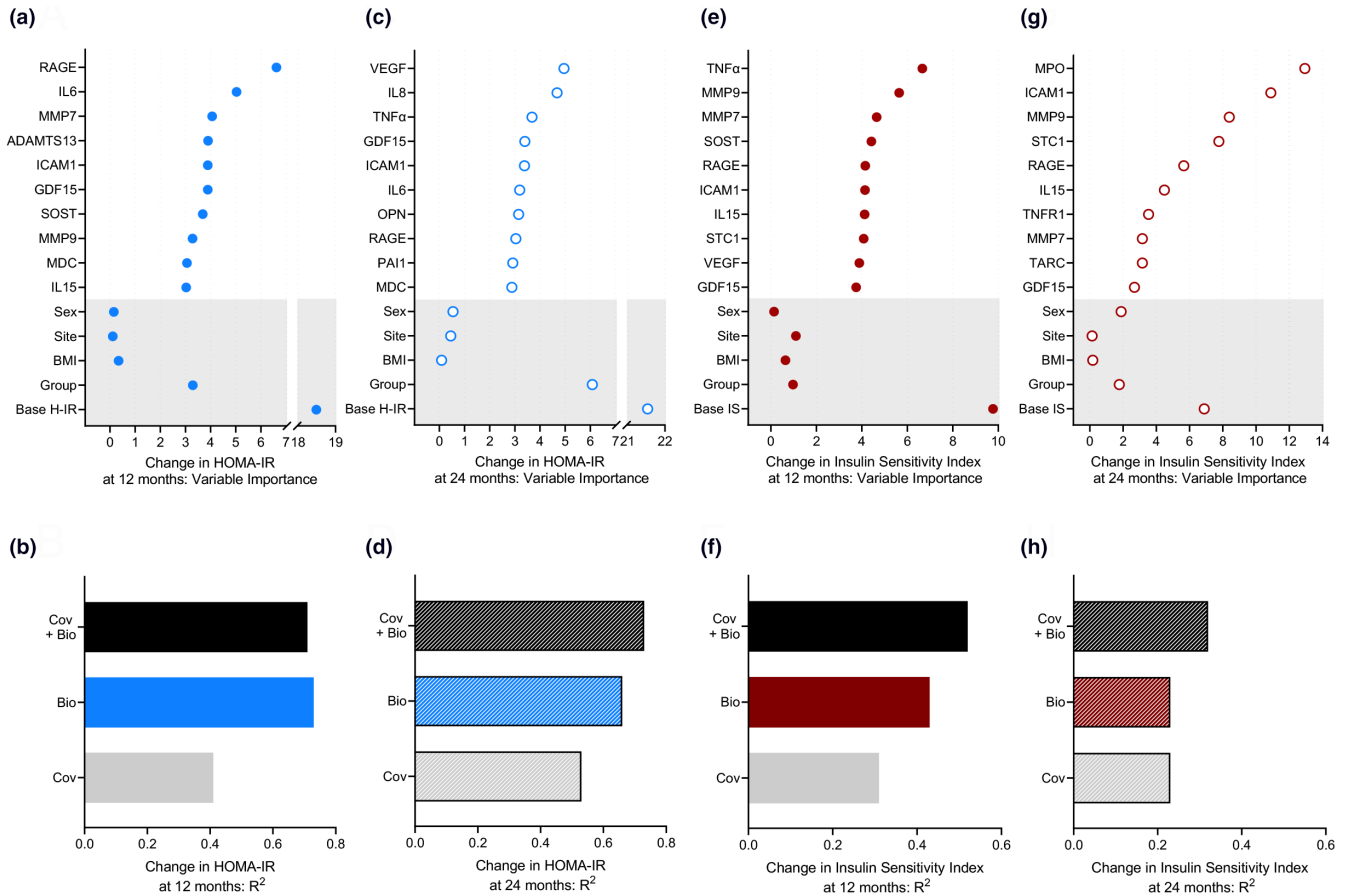 (a)
RAGE
IL6
MMP7
ADAMTS13
ICAM1
GDF15
SOST
MMP9
MDC
IL15
Sex
Site
BMI
Group
Base H-IR
0 1 2 3 4 5 6 7 18 19
Change in HOMA-IR
at 12 months: Variable Importance
(c)
VEGF
IL8
TNFα
GDF15
ICAM1
IL6
OPN
RAGE
PAI1
MDC
Sex
Site
BMI
Group
Base H-IR
0 1 2 3 4 5 6 7 21 22
Change in HOMA-IR
at 24 months: Variable Importance
(e)
TNFα
MMP9
MMP7
SOST
RAGE
ICAM1
IL15
STC1
VEGF
GDF15
Sex
Site
BMI
Group
Base IS
0 2 4 6 8 10
Change in Insulin Sensitivity Index
at 12 months: Variable Importance
(g)
MPO
ICAM1
MMP9
STC1
RAGE
IL15
TNFR1
MMP7
TARC
GDF15
Sex
Site
BMI
Group
Base IS
0 2 4 6 8 10 12 14
Change in Insulin Sensitivity Index
at 24 months: Variable Importance
(b)
Cov
+ Bio
Bio
Cov
0.0 0.2 0.4 0.6 0.8
Change in HOMA-IR
at 12 months: R²
(d)
Cov
+ Bio
Bio
Cov
0.0 0.2 0.4 0.6 0.8
Change in HOMA-IR
at 24 months: R²
(f)
Cov
+ Bio
Bio
Cov
0.0 0.2 0.4 0.6
Change in Insulin Sensitivity Index
at 12 months: R²
(h)
Cov
+ Bio
Bio
Cov
0.0 0.2 0.4 0.6
Change in Insulin Sensitivity Index
at 24 months: R²